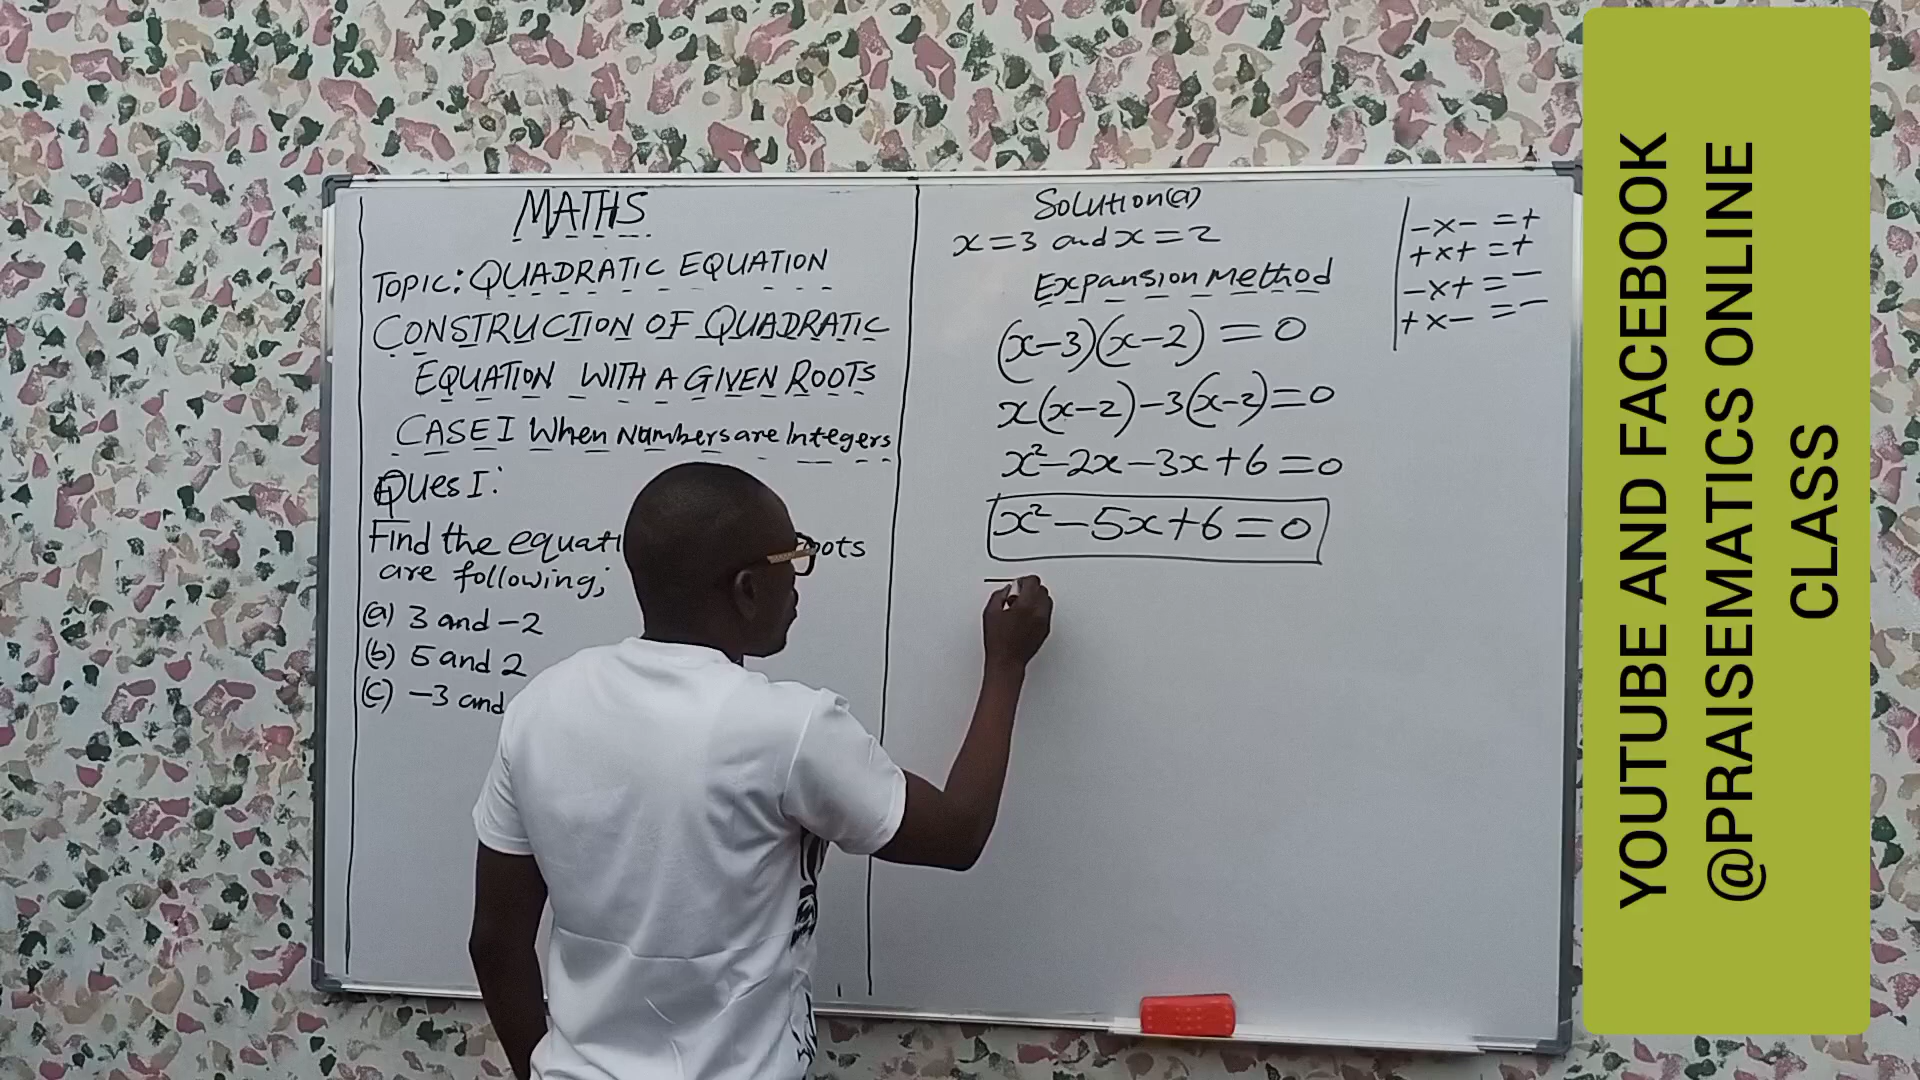 MATHS
TOPIC: QUADRATIC EQUATION
CONSTRUCTION OF QUADRATIC
EQUATION WITH A GIVEN ROOTS
CASE I When Numbers are Integers
Ques I:
Find the equati oots
are following;
(a) 3 and -2
(b) 5 and 2
(c) -3 and
Solution(a)
x=3 and x=2
Expansion Method
(x-3)(x-2)=0
x(x-2)-3(x-2)=0
x²-2x-3x+6=0
x²-5x+6=0
-x- =+
+x+ =+
-x+ =-
+x- =-
YOUTUBE AND FACEBOOK
@PRAISEMATICS ONLINE
CLASS